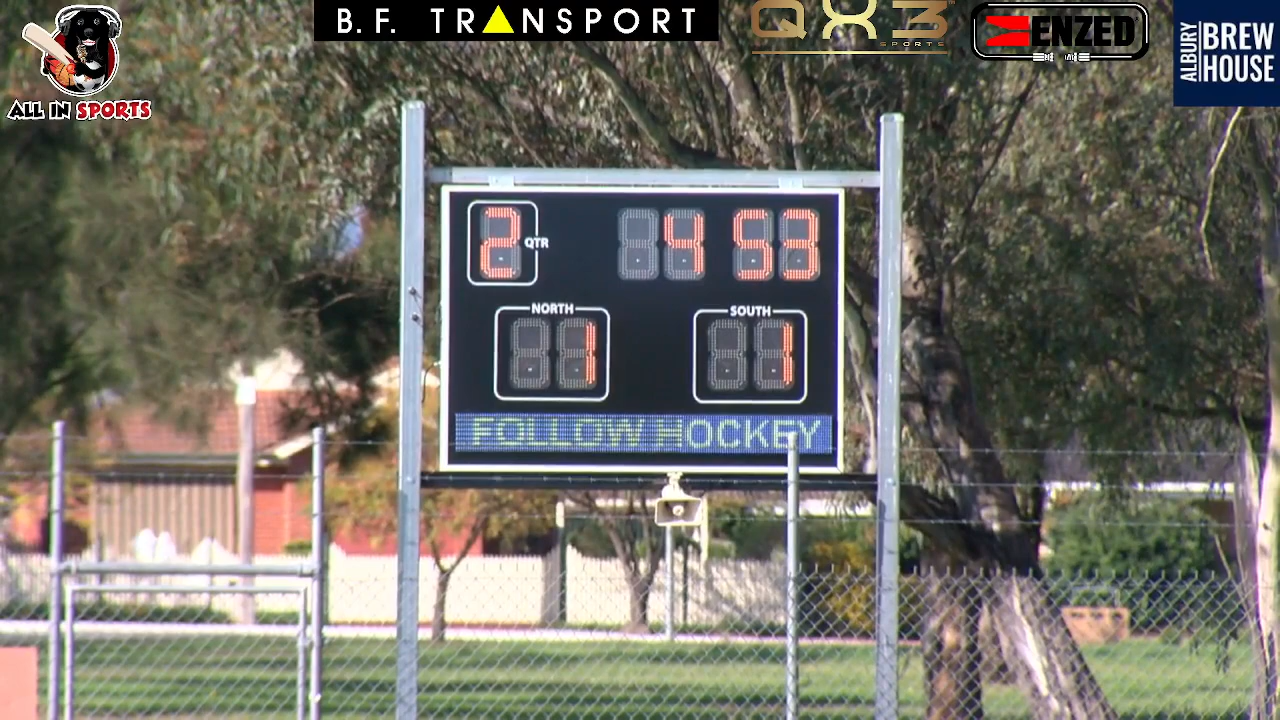 ALL IN SPORTS
B.F. TRANSPORT
QX3
SPORTS
ENZED
ALBURY
BREW
HOUSE
2 QTR 4 53
NORTH SOUTH
1 1
FOLLOW HOCKEY